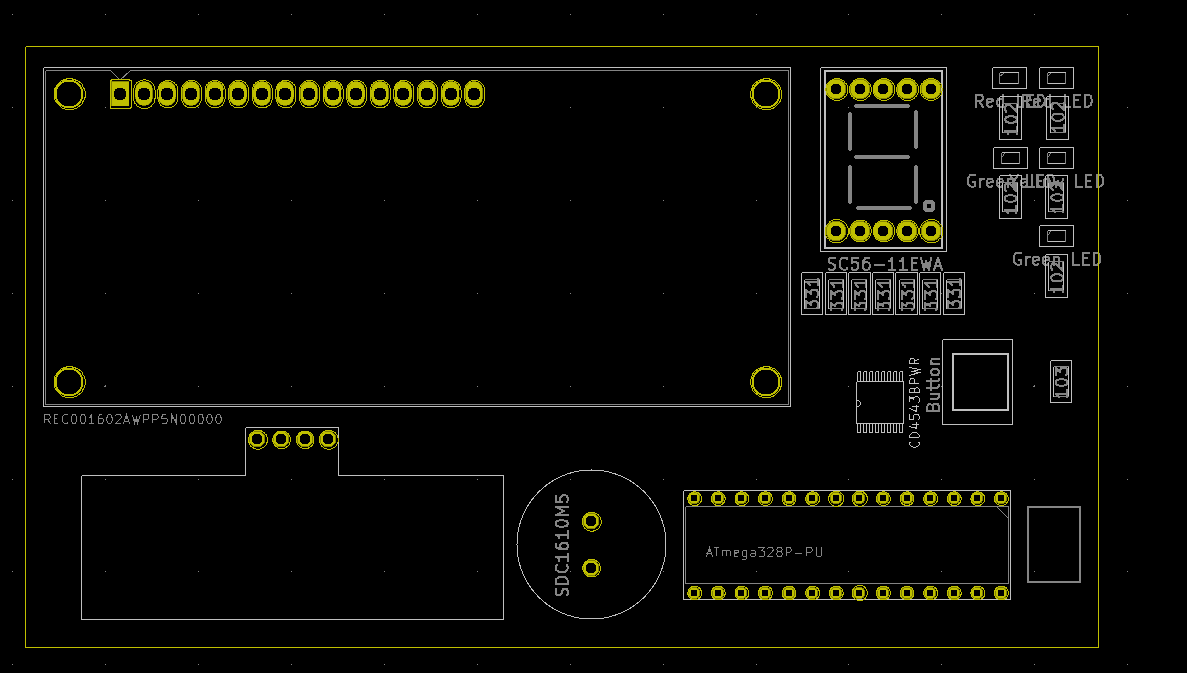 Red LED
Red LED
102
102
Green LED
Yellow LED
102
102
Green LED
102
SC56-11EWA
331
331
331
331
331
331
331
CD4543BPWR
Button
103
REC001602AWPP5N00000
SDC1610M5
ATmega328P-PU